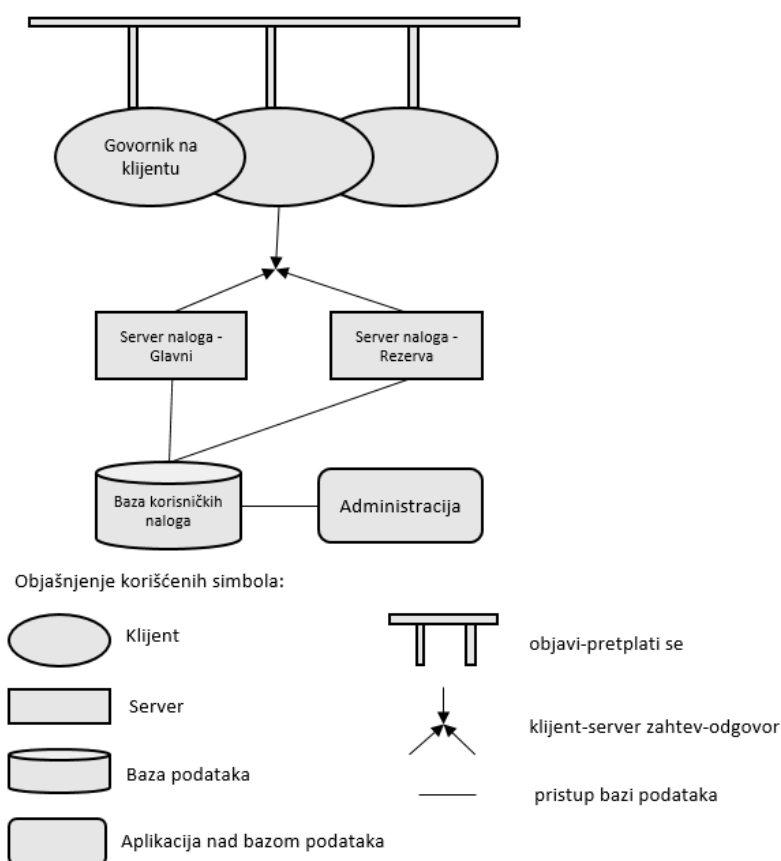 Govornik na
klijentu
Server naloga -
Glavni
Server naloga -
Rezerva
Baza korisničkih
naloga
Administracija
Objašnjenje korišćenih simbola:
Klijent
objavi-pretplati se
Server
klijent-server zahtev-odgovor
Baza podataka
pristup bazi podataka
Aplikacija nad bazom podataka